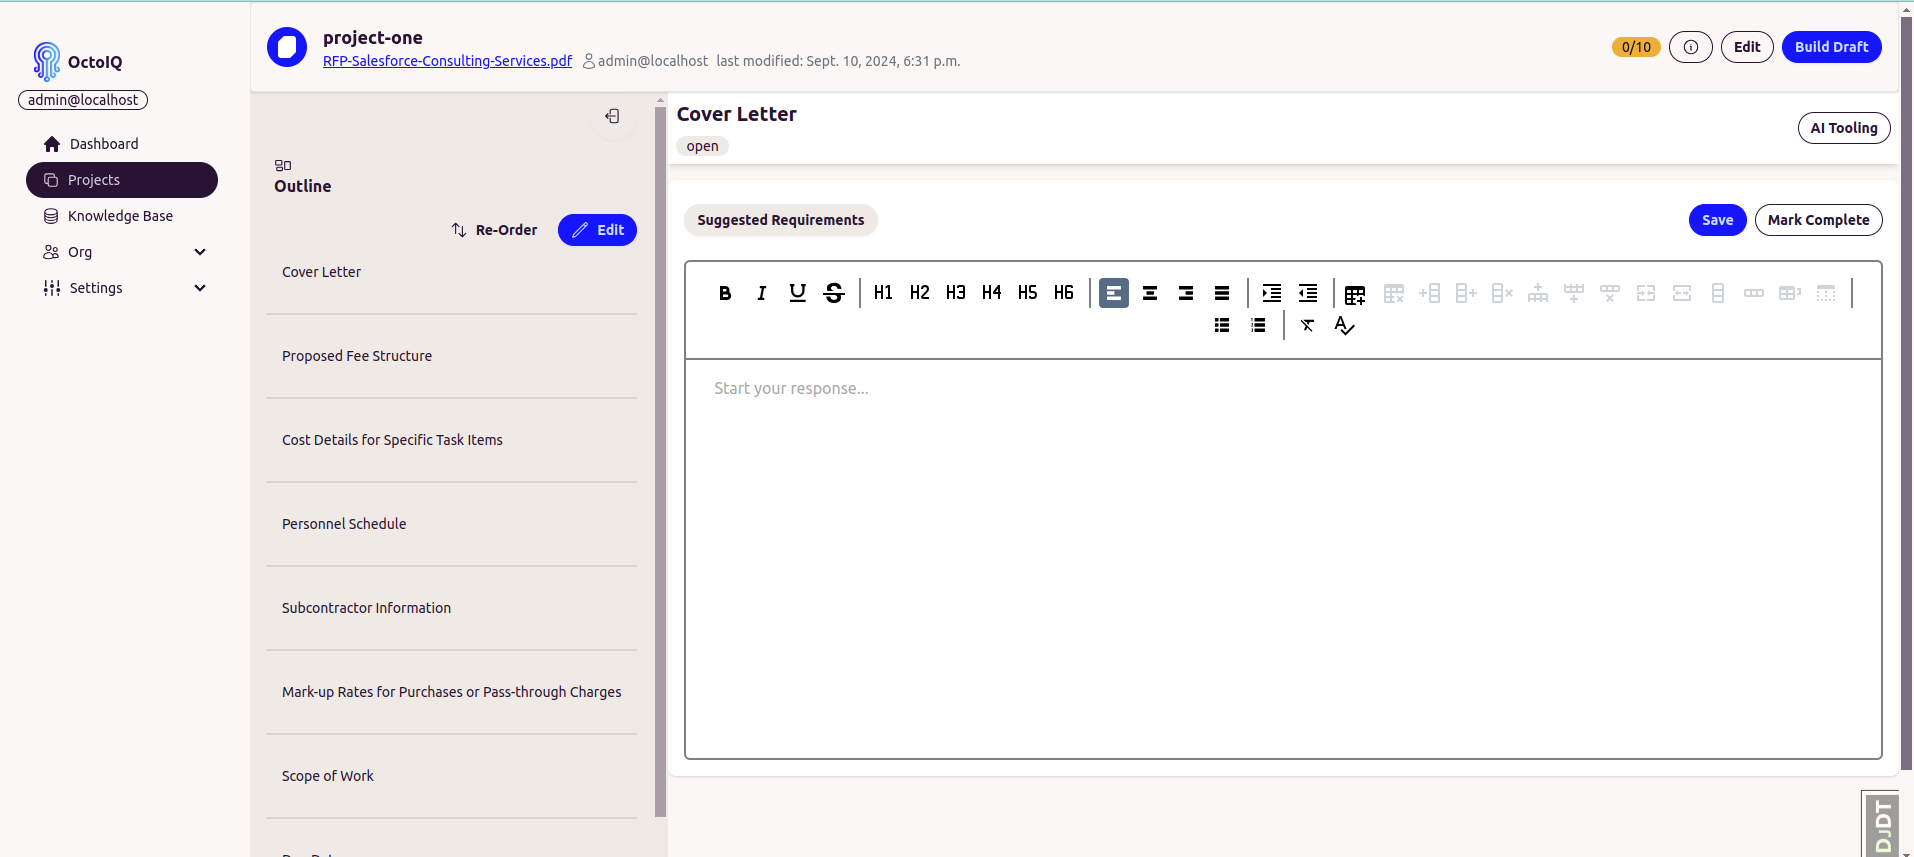 OctoIQ
admin@localhost
Dashboard
Projects
Knowledge Base
Org
Settings
project-one
RFP-Salesforce-Consulting-Services.pdf admin@localhost last modified: Sept. 10, 2024, 6:31 p.m.
0/10 Edit Build Draft
Outline
Re-Order Edit
Cover Letter
Proposed Fee Structure
Cost Details for Specific Task Items
Personnel Schedule
Subcontractor Information
Mark-up Rates for Purchases or Pass-through Charges
Scope of Work
Cover Letter
open
AI Tooling
Suggested Requirements Save Mark Complete
B I U S H1 H2 H3 H4 H5 H6
Start your response...
DjDT